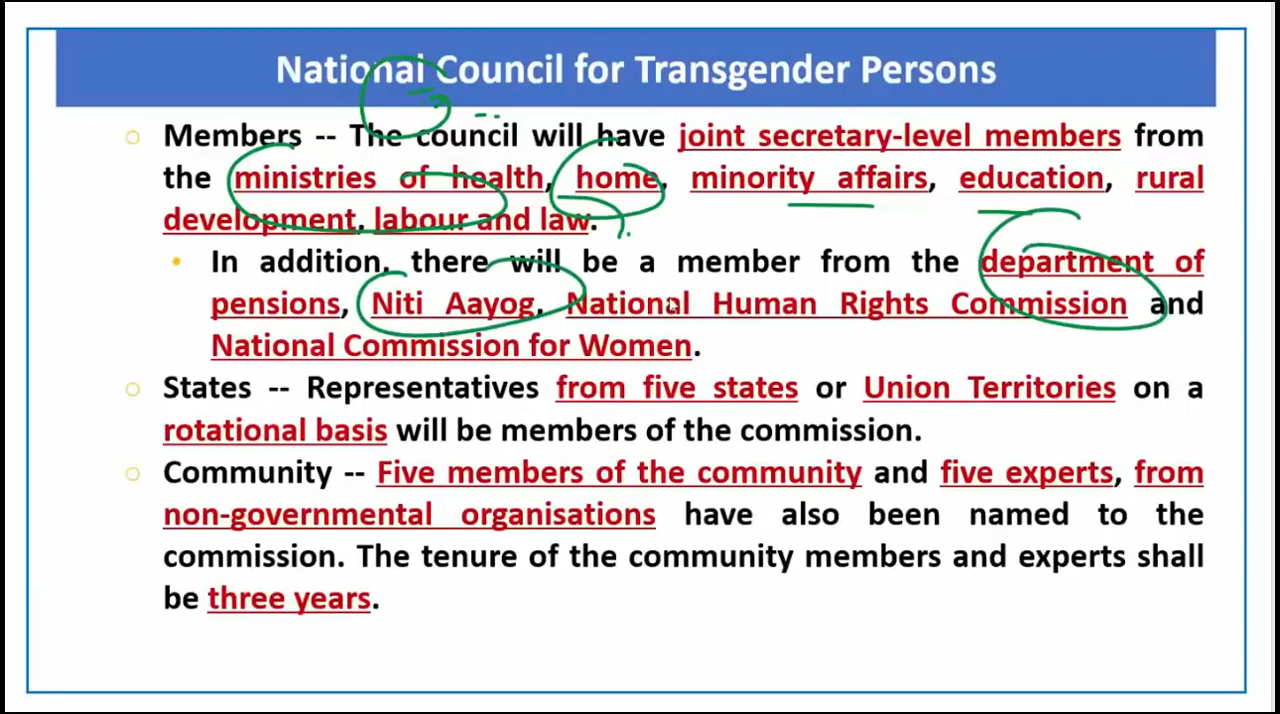 National Council for Transgender Persons
Members -- The council will have joint secretary-level members from
the ministries of health, home, minority affairs, education, rural
development, labour and law.
In addition, there will be a member from the department of
pensions, Niti Aayog, National Human Rights Commission and
National Commission for Women.
States -- Representatives from five states or Union Territories on a
rotational basis will be members of the commission.
Community -- Five members of the community and five experts, from
non-governmental organisations have also been named to the
commission. The tenure of the community members and experts shall
be three years.